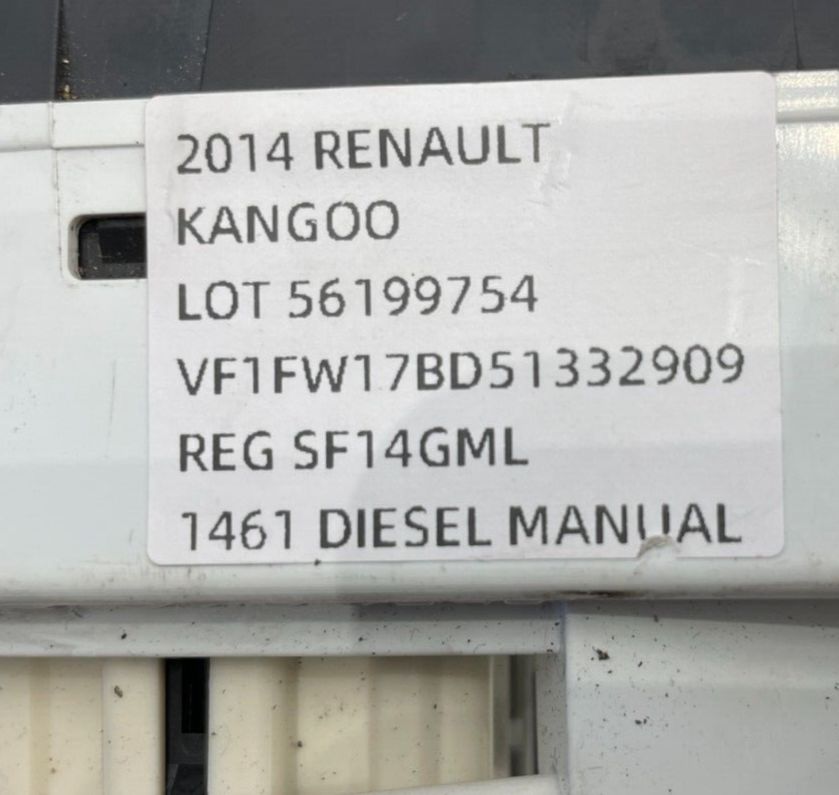 2014 RENAULT
KANGOO
LOT 56199754
VF1FW17BD51332909
REG SF14GML
1461 DIESEL MANUAL